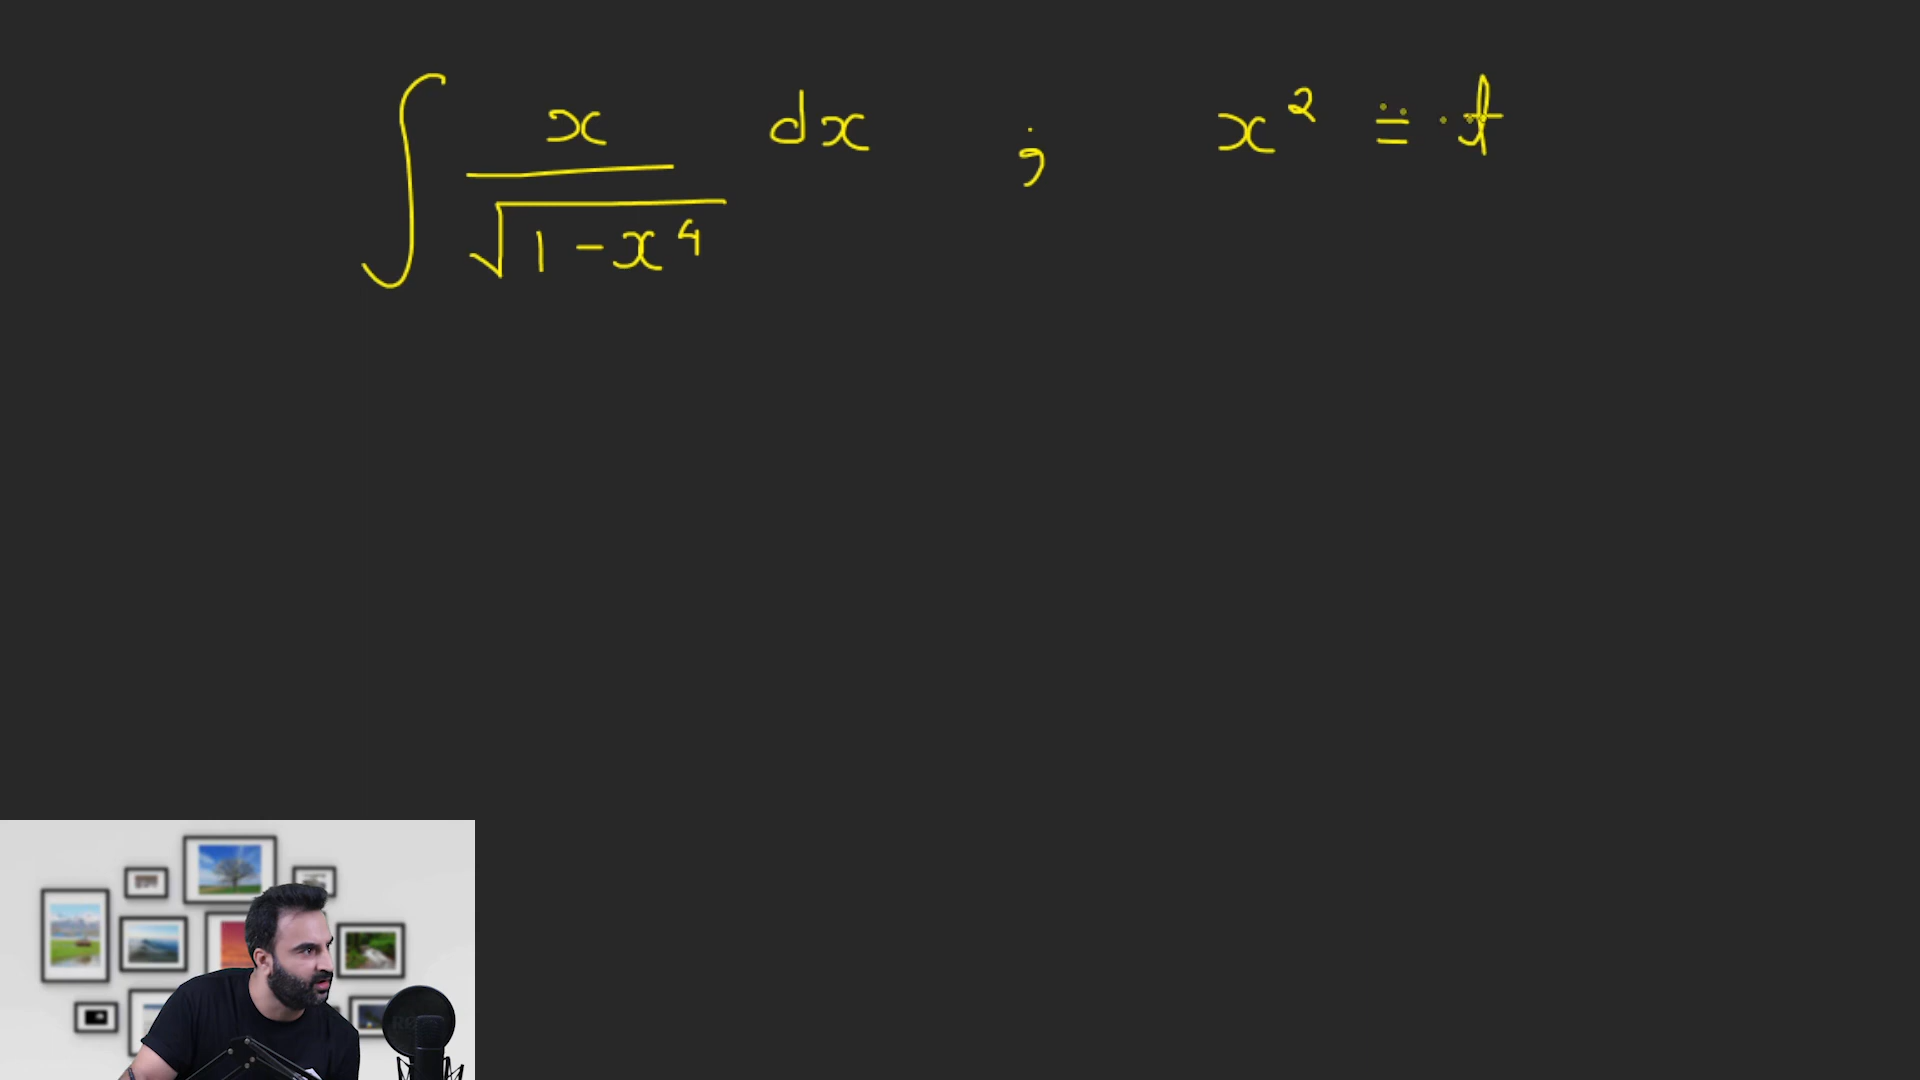 ∫ x / √(1 - x⁴) dx ; x² = t